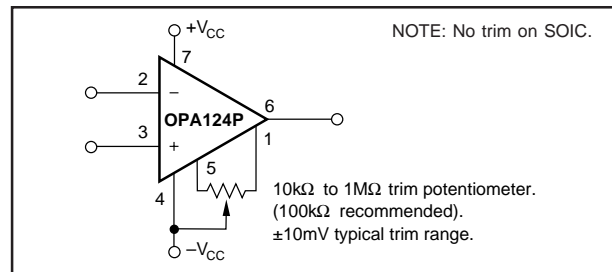 +VCC
NOTE: No trim on SOIC.
7
2
–
6
OPA124P
3
+
1
5
4
10kΩ to 1MΩ trim potentiometer.
(100kΩ recommended).
±10mV typical trim range.
–VCC